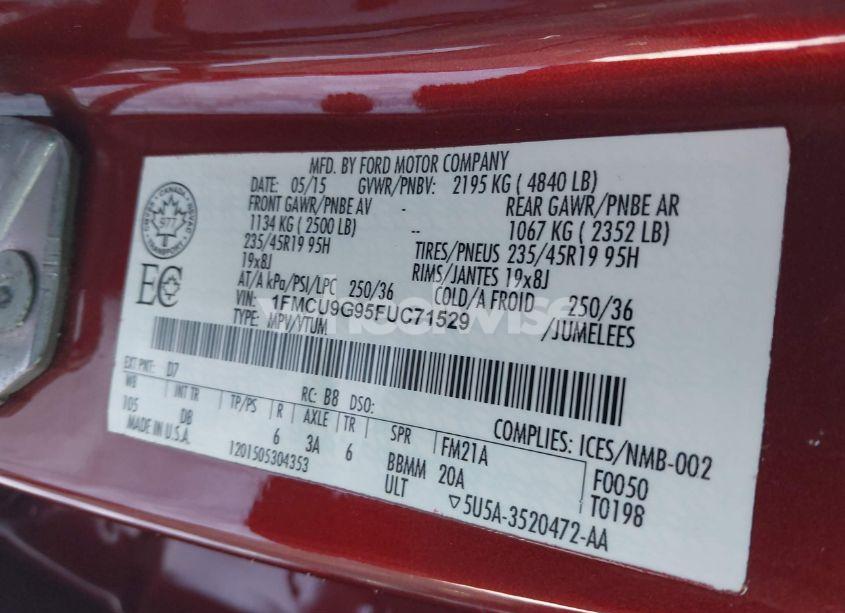 MFD. BY FORD MOTOR COMPANY
DATE: 05/15 GVWR/PNBV: 2195 KG ( 4840 LB)
FRONT GAWR/PNBE AV - REAR GAWR/PNBE AR
1134 KG ( 2500 LB) -- 1067 KG ( 2352 LB)
235/45R19 95H TIRES/PNEUS 235/45R19 95H
19x8J RIMS/JANTES 19x8J
AT/A kPa/PSI/LPC 250/36 COLD/A FROID 250/36
VIN: 1FMCU9G95FUC71529 /JUMELEES
TYPE: MPV/VTUM
CANADA
977
TRANSPORT
EC
EXT PNT: D7 RC: B8 DSO:
WB INT TR TP/PS R AXLE TR SPR
105 DB 6 3A 6 BBMM
MADE IN U.S.A. 1201505304353 ULT
FM21A
20A
COMPLIES: ICES/NMB-002
F0050
T0198
▽5U5A-3520472-AA